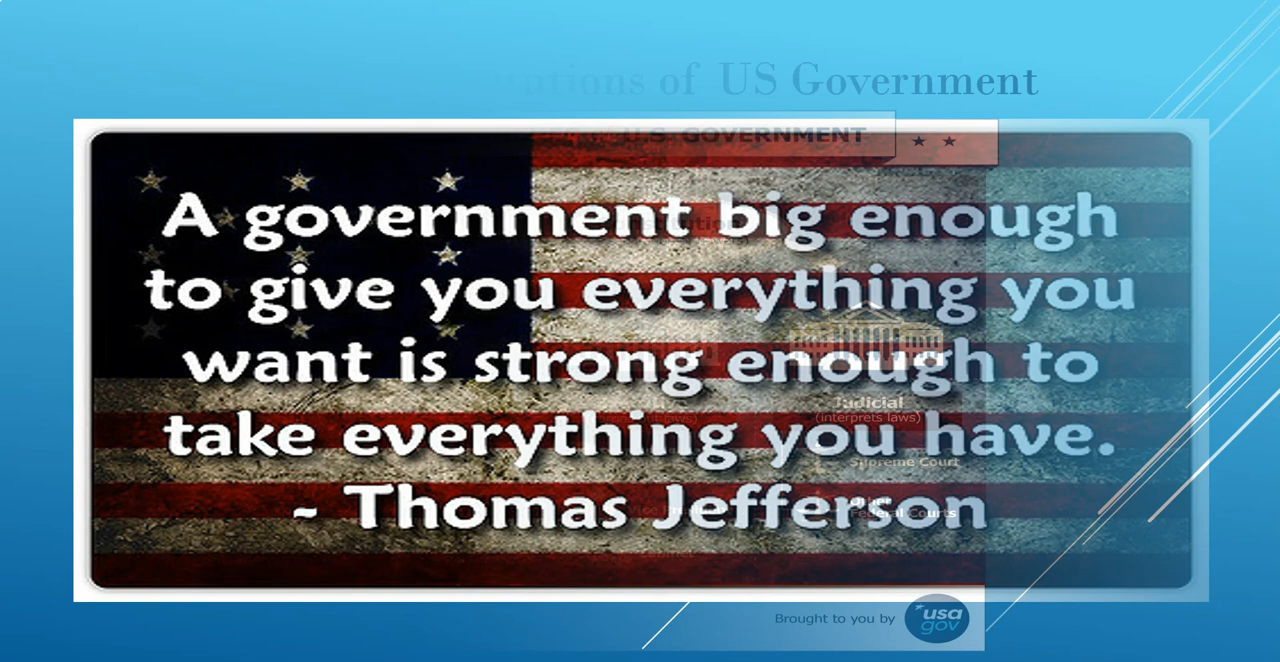 of US Government
U.S. GOVERNMENT
A government big enough
to give you everything you
want is strong enough to
take everything you have.
~ Thomas Jefferson
Judicial
(interprets laws)
Supreme Court
Other
Federal Courts
Brought to you by
usa
gov